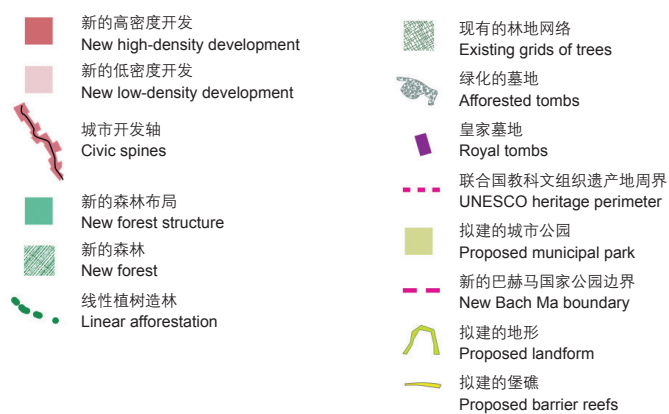 新的高密度开发
New high-density development
新的低密度开发
New low-density development
城市开发轴
Civic spines
新的森林布局
New forest structure
新的森林
New forest
线性植树造林
Linear afforestation
现有的林地网络
Existing grids of trees
绿化的墓地
Afforested tombs
皇家墓地
Royal tombs
联合国教科文组织遗产地周界
UNESCO heritage perimeter
拟建的城市公园
Proposed municipal park
新的巴赫马国家公园边界
New Bach Ma boundary
拟建的地形
Proposed landform
拟建的堡礁
Proposed barrier reefs